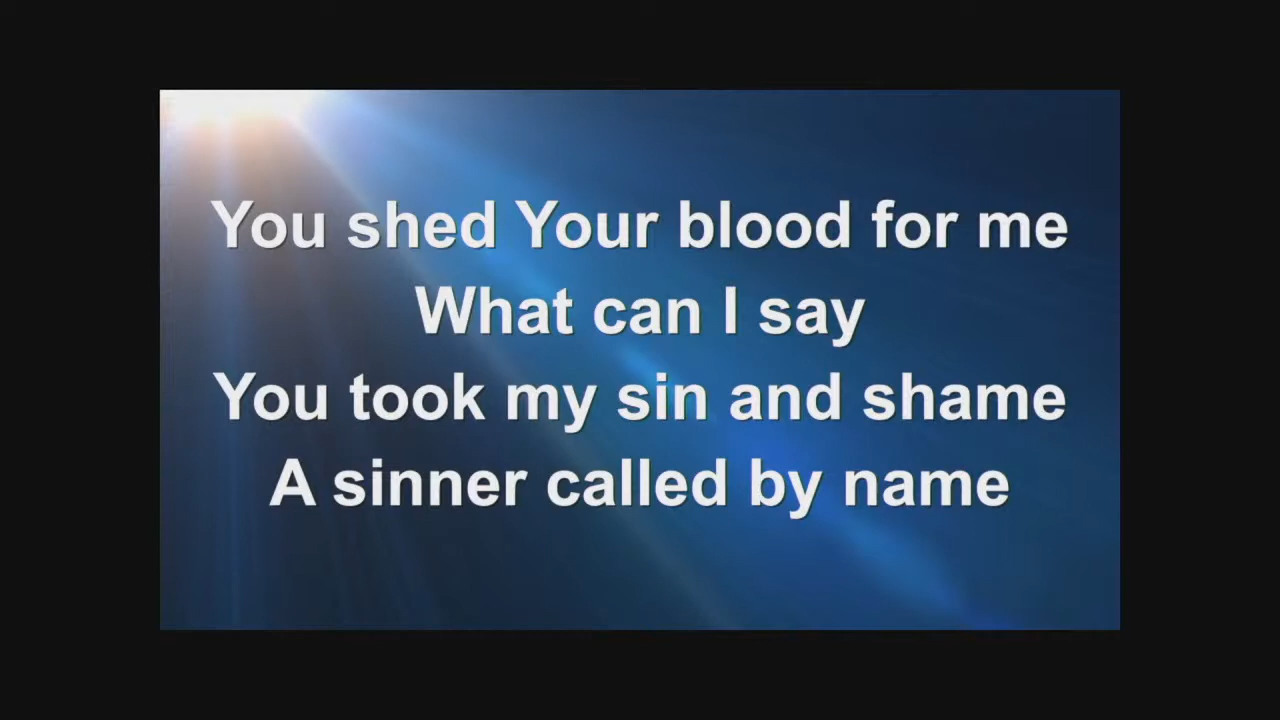 You shed Your blood for me
What can I say
You took my sin and shame
A sinner called by name